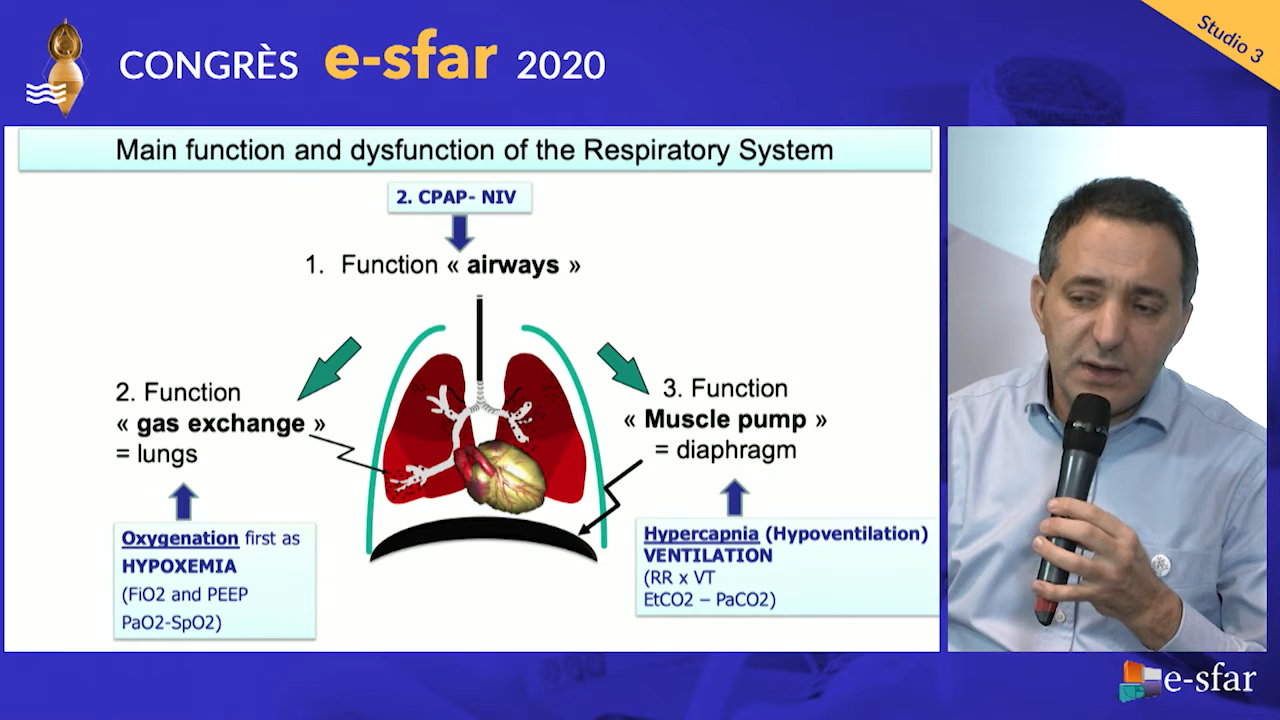 CONGRÈS e-sfar 2020
Studio 3
Main function and dysfunction of the Respiratory System
2. CPAP- NIV
1. Function « airways »
2. Function
« gas exchange »
= lungs
3. Function
« Muscle pump »
= diaphragm
Oxygenation first as
HYPOXEMIA
(FiO2 and PEEP
PaO2-SpO2)
Hypercapnia (Hypoventilation)
VENTILATION
(RR x VT
EtCO2 – PaCO2)
e-sfar